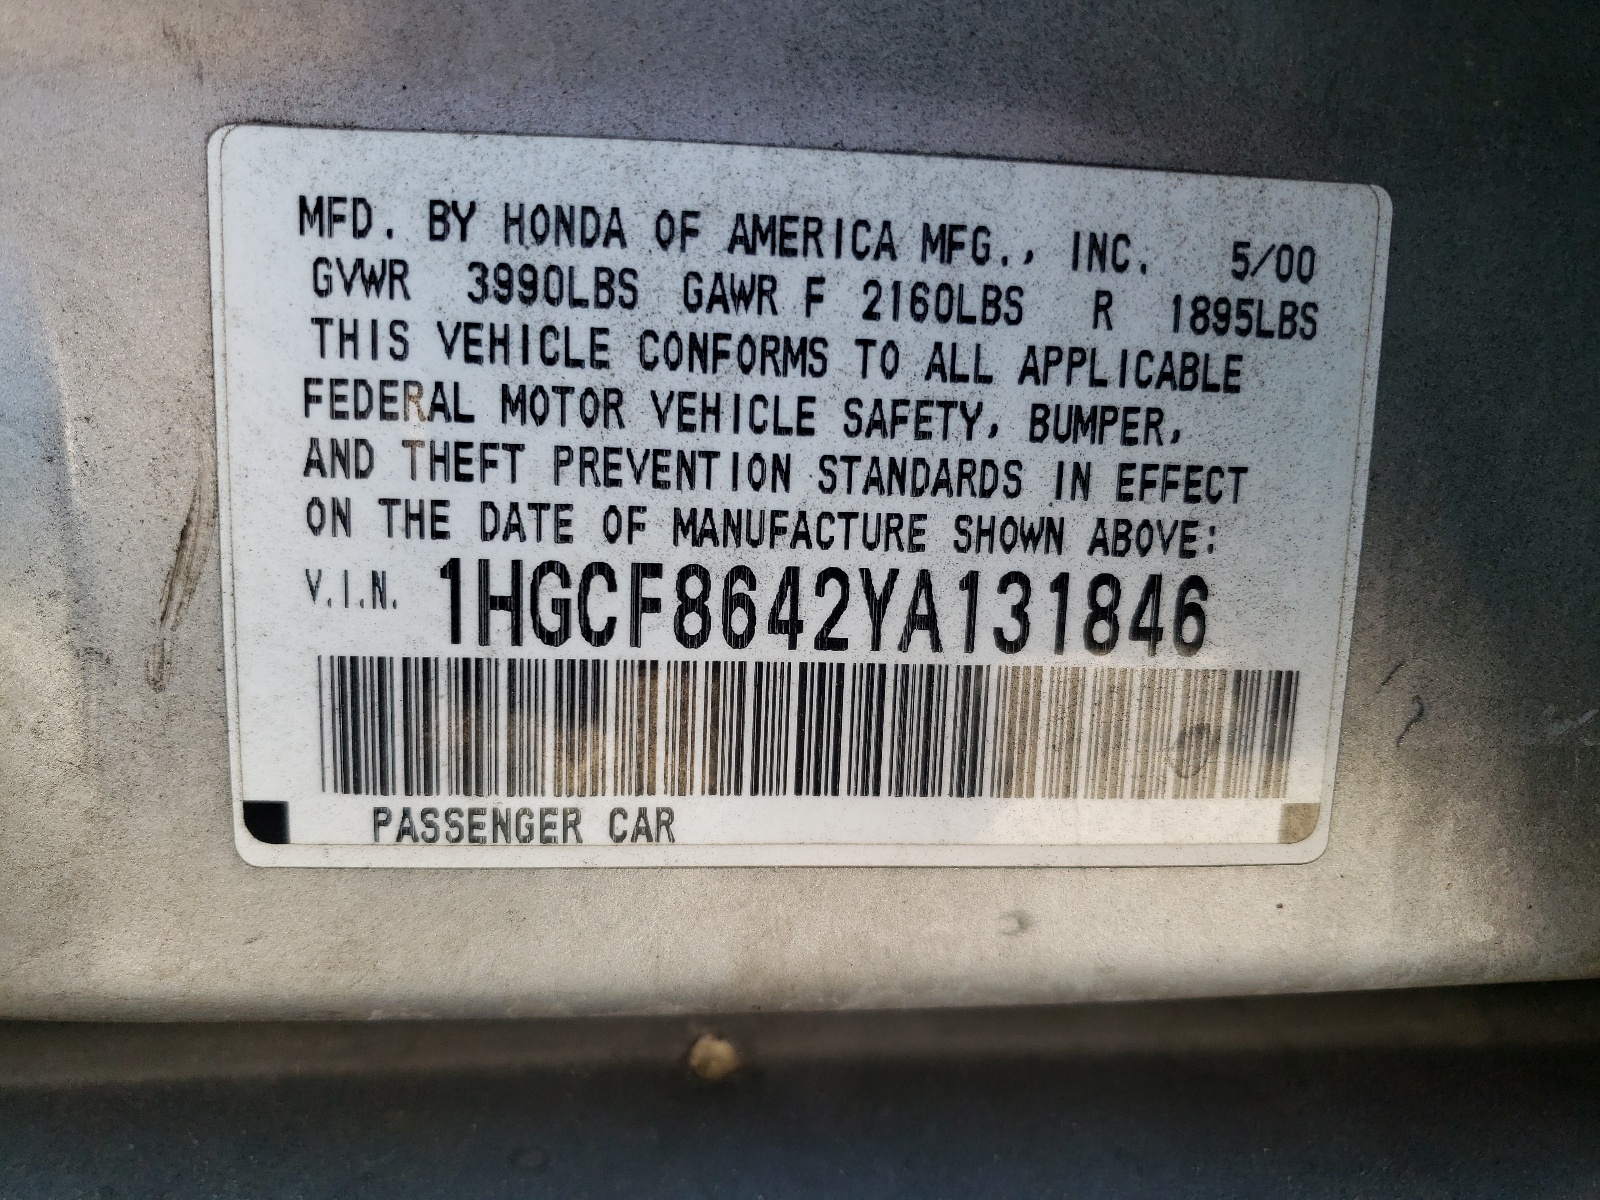 MFD. BY HONDA OF AMERICA MFG., INC. 5/00
GVWR 3990LBS GAWR F 2160LBS R 1895LBS
THIS VEHICLE CONFORMS TO ALL APPLICABLE
FEDERAL MOTOR VEHICLE SAFETY, BUMPER,
AND THEFT PREVENTION STANDARDS IN EFFECT
ON THE DATE OF MANUFACTURE SHOWN ABOVE:
V.I.N. 1HGCF8642YA131846
PASSENGER CAR